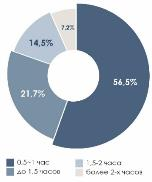 7.2%
14,5%
56,5%
21.7%
0,5-1 час
1,5-2 часа
до 1,5 часов
более 2-х часов